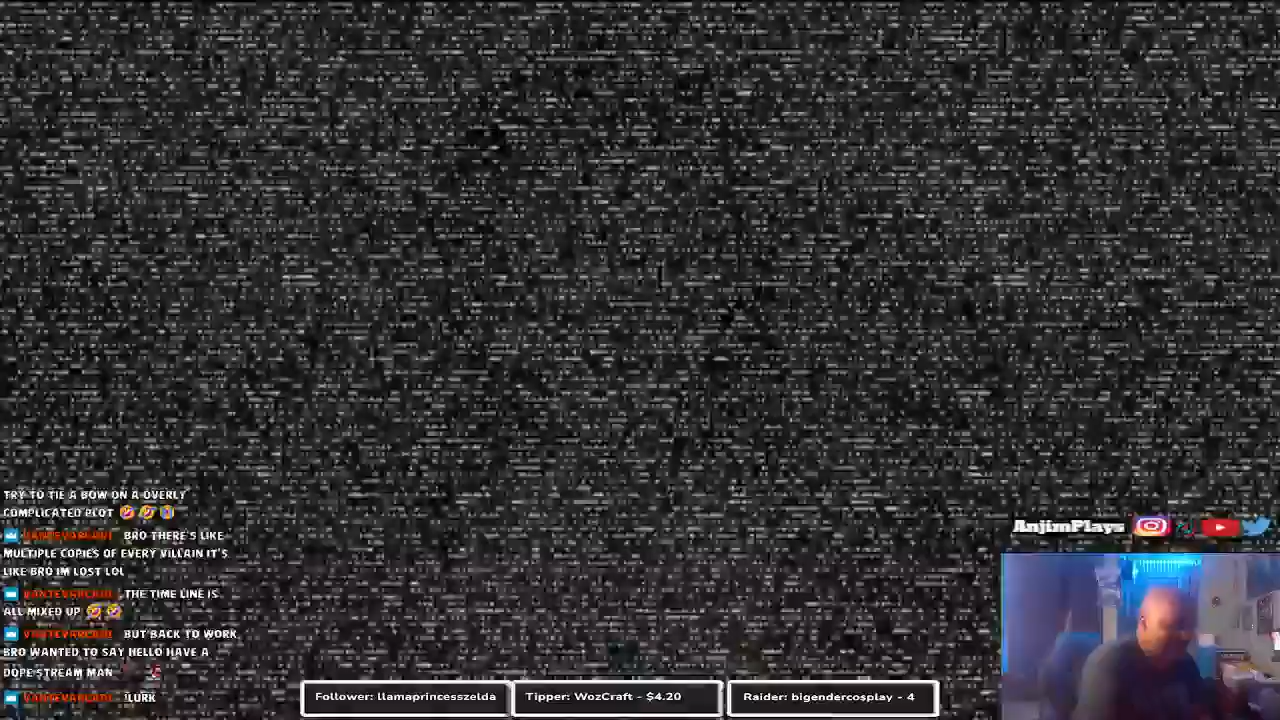 TRY TO TIE A BOW ON A OVERLY
COMPLICATED PLOT 🤣 🤣 😭
BRO THERE'S LIKE
MULTIPLE COPIES OF EVERY VILLAIN IT'S
LIKE BRO IM LOST LOL
THE TIME LINE IS
ALL MIXED UP 🤣 🤣
BUT BACK TO WORK
BRO WANTED TO SAY HELLO HAVE A
DOPE STREAM MAN
!LURK
Follower: llamaprincesszelda
Tipper: WozCraft - $4.20
Raider: bigendercosplay - 4
AnjimPlays